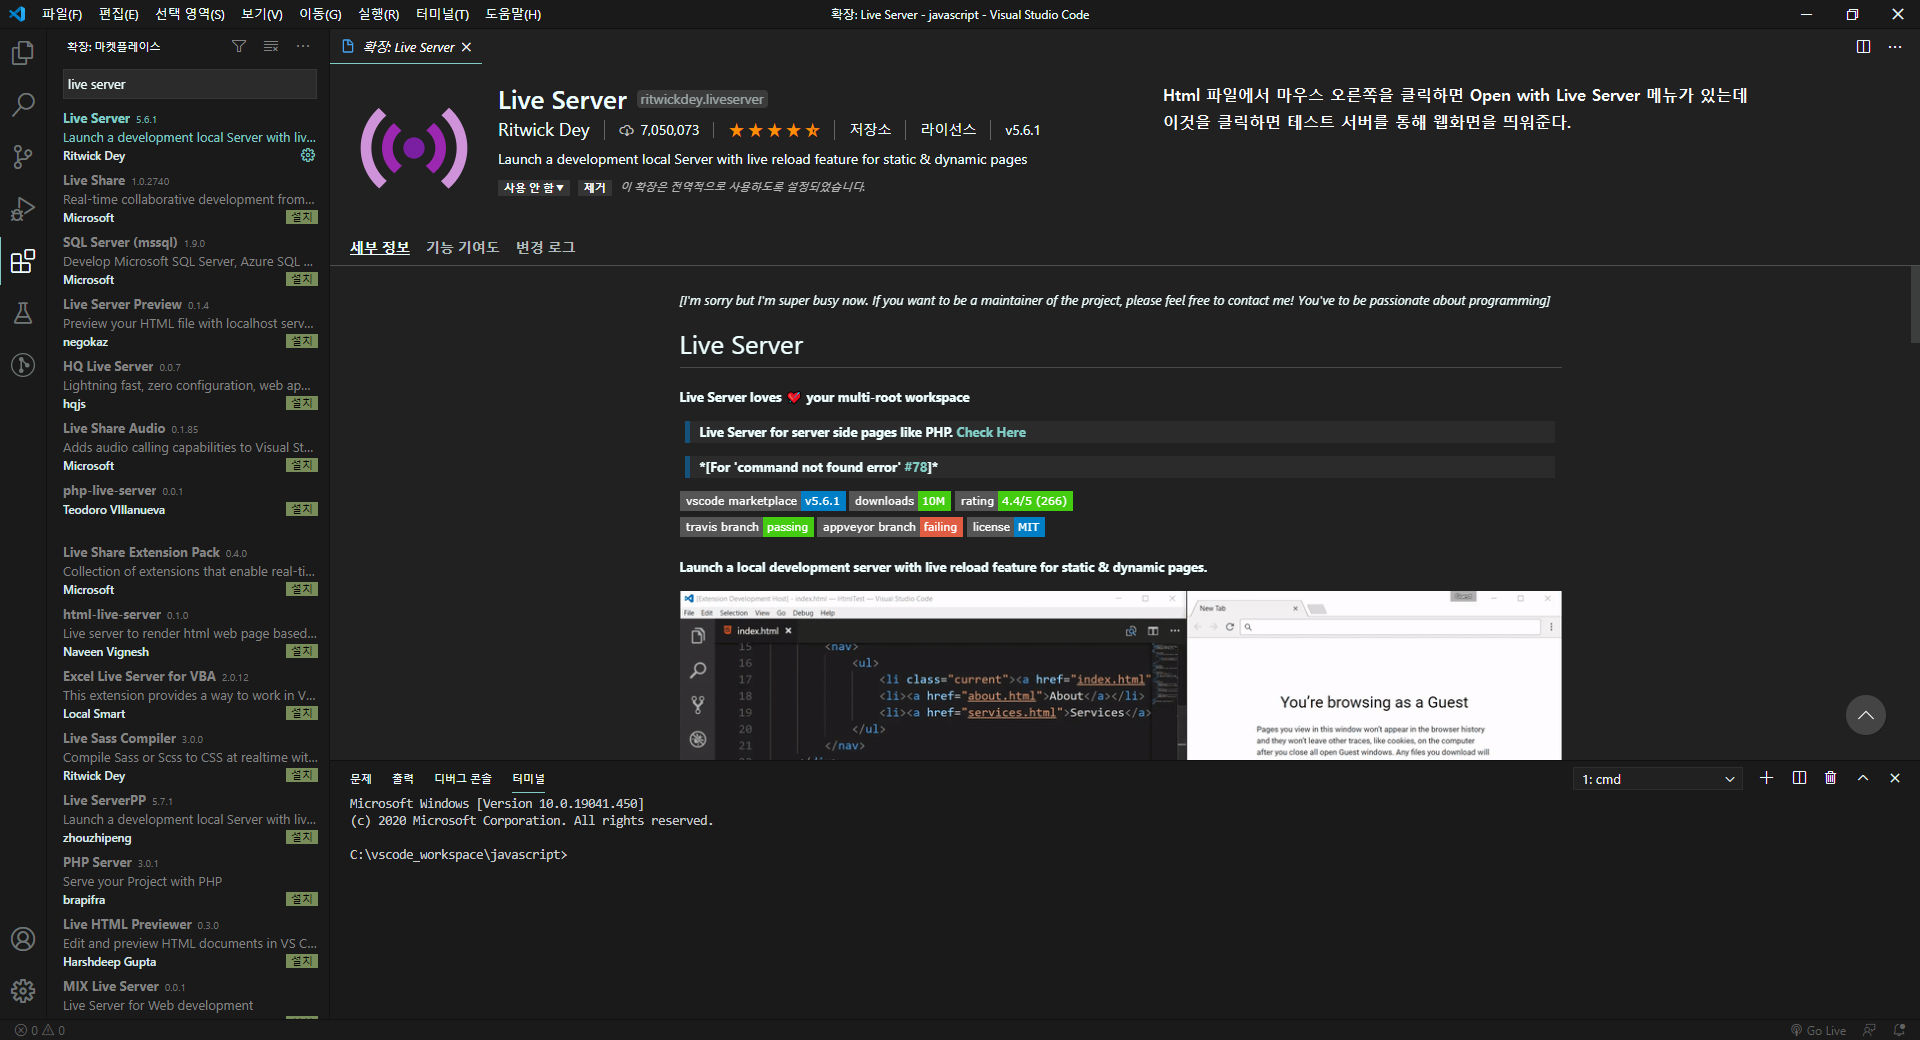 파일(F) 편집(E) 선택 영역(S) 보기(V) 이동(G) 실행(R) 터미널(T) 도움말(H)
확장: Live Server - javascript - Visual Studio Code
확장: 마켓플레이스
live server
Live Server 5.6.1
Launch a development local Server with liv...
Ritwick Dey
Live Share 1.0.2740
Real-time collaborative development from...
Microsoft 설치
SQL Server (mssql) 1.9.0
Develop Microsoft SQL Server, Azure SQL ...
Microsoft 설치
Live Server Preview 0.1.4
Preview your HTML file with localhost serv...
negokaz 설치
HQ Live Server 0.0.7
Lightning fast, zero configuration, web ap...
hqjs 설치
Live Share Audio 0.1.85
Adds audio calling capabilities to Visual St...
Microsoft 설치
php-live-server 0.0.1
Teodoro VIllanueva 설치
Live Share Extension Pack 0.4.0
Collection of extensions that enable real-ti...
Microsoft 설치
html-live-server 0.1.0
Live server to render html web page based...
Naveen Vignesh 설치
Excel Live Server for VBA 2.0.12
This extension provides a way to work in V...
Local Smart 설치
Live Sass Compiler 3.0.0
Compile Sass or Scss to CSS at realtime wit...
Ritwick Dey 설치
Live ServerPP 5.7.1
Launch a development local Server with liv...
zhouzhipeng 설치
PHP Server 3.0.1
Serve your Project with PHP
brapifra 설치
Live HTML Previewer 0.3.0
Edit and preview HTML documents in VS C...
Harshdeep Gupta 설치
MIX Live Server 0.0.1
Live Server for Web development
확장: Live Server
Live Server ritwickdey.liveserver
Ritwick Dey 7,050,073 저장소 라이선스 v5.6.1
Launch a development local Server with live reload feature for static & dynamic pages
사용 안 함▼ 제거 이 확장은 전역적으로 사용하도록 설정되었습니다.
Html 파일에서 마우스 오른쪽을 클릭하면 Open with Live Server 메뉴가 있는데
이것을 클릭하면 테스트 서버를 통해 웹화면을 띄워준다.
세부 정보 기능 기여도 변경 로그
[I'm sorry but I'm super busy now. If you want to be a maintainer of the project, please feel free to contact me! You've to be passionate about programming]
Live Server
Live Server loves ❤️ your multi-root workspace
Live Server for server side pages like PHP. Check Here
*[For 'command not found error' #78]*
vscode marketplace v5.6.1 downloads 10M rating 4.4/5 (266)
travis branch passing appveyor branch failing license MIT
Launch a local development server with live reload feature for static & dynamic pages.
[Extension Development Host] - index.html — HtmlTest — Visual Studio Code
File Edit Selection View Go Debug Help
index.html
15 <nav>
16 <ul>
17 <li class="current"><a href="index.html"
18 <li><a href="about.html">About</a></li>
19 <li><a href="services.html">Services</a>
20 </ul>
21 </nav>
New Tab
You're browsing as a Guest
Pages you view in this window won't appear in the browser history
and they won't leave other traces, like cookies, on the computer
after you close all open Guest windows. Any files you download will
문제 출력 디버그 콘솔 터미널
1: cmd
Microsoft Windows [Version 10.0.19041.450]
(c) 2020 Microsoft Corporation. All rights reserved.
C:\vscode_workspace\javascript>
0 0
Go Live